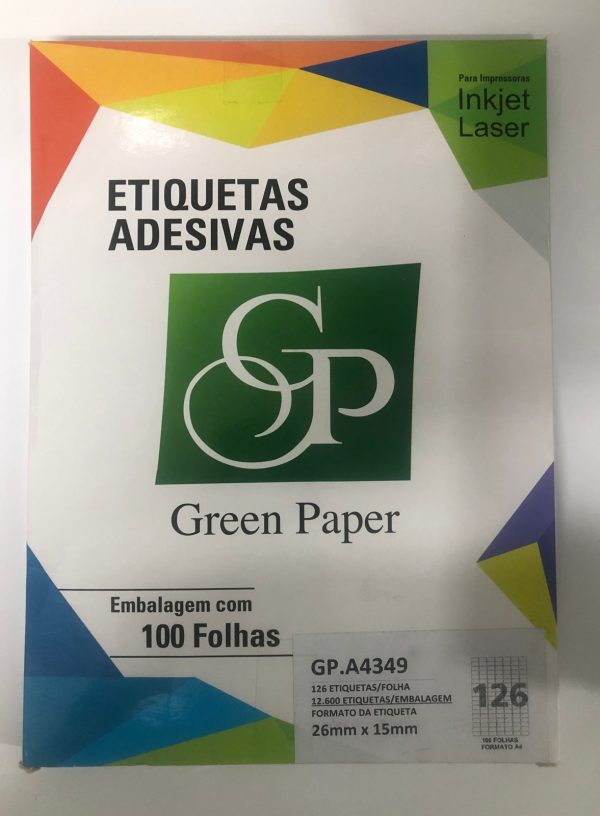 Para Impressoras
Inkjet
Laser
ETIQUETAS
ADESIVAS
GP
Green Paper
Embalagem com
100 Folhas
GP.A4349
126 ETIQUETAS/FOLHA
12.600 ETIQUETAS/EMBALAGEM
FORMATO DA ETIQUETA
26mm x 15mm
126
100 FOLHAS
FORMATO A4